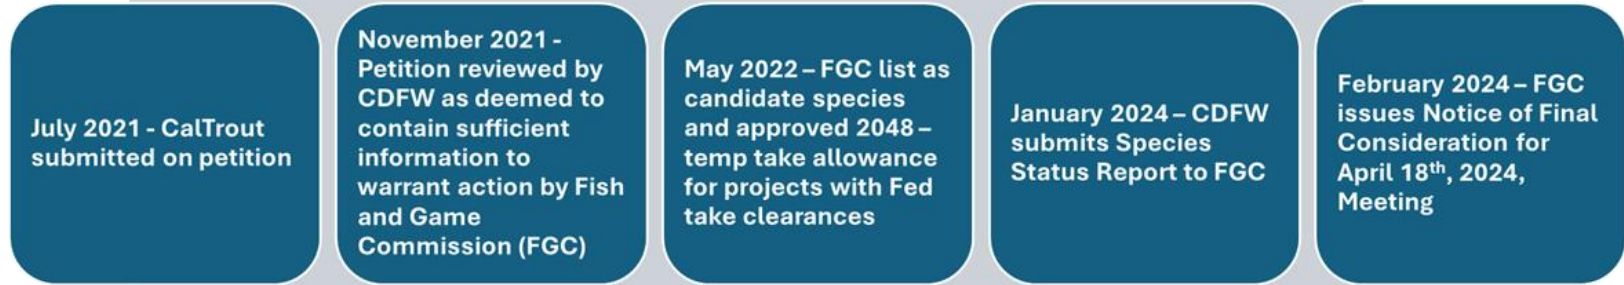 July 2021 - CalTrout
submitted on petition
November 2021 -
Petition reviewed by
CDFW as deemed to
contain sufficient
information to
warrant action by Fish
and Game
Commission (FGC)
May 2022 – FGC list as
candidate species
and approved 2048 –
temp take allowance
for projects with Fed
take clearances
January 2024 – CDFW
submits Species
Status Report to FGC
February 2024 – FGC
issues Notice of Final
Consideration for
April 18th, 2024,
Meeting